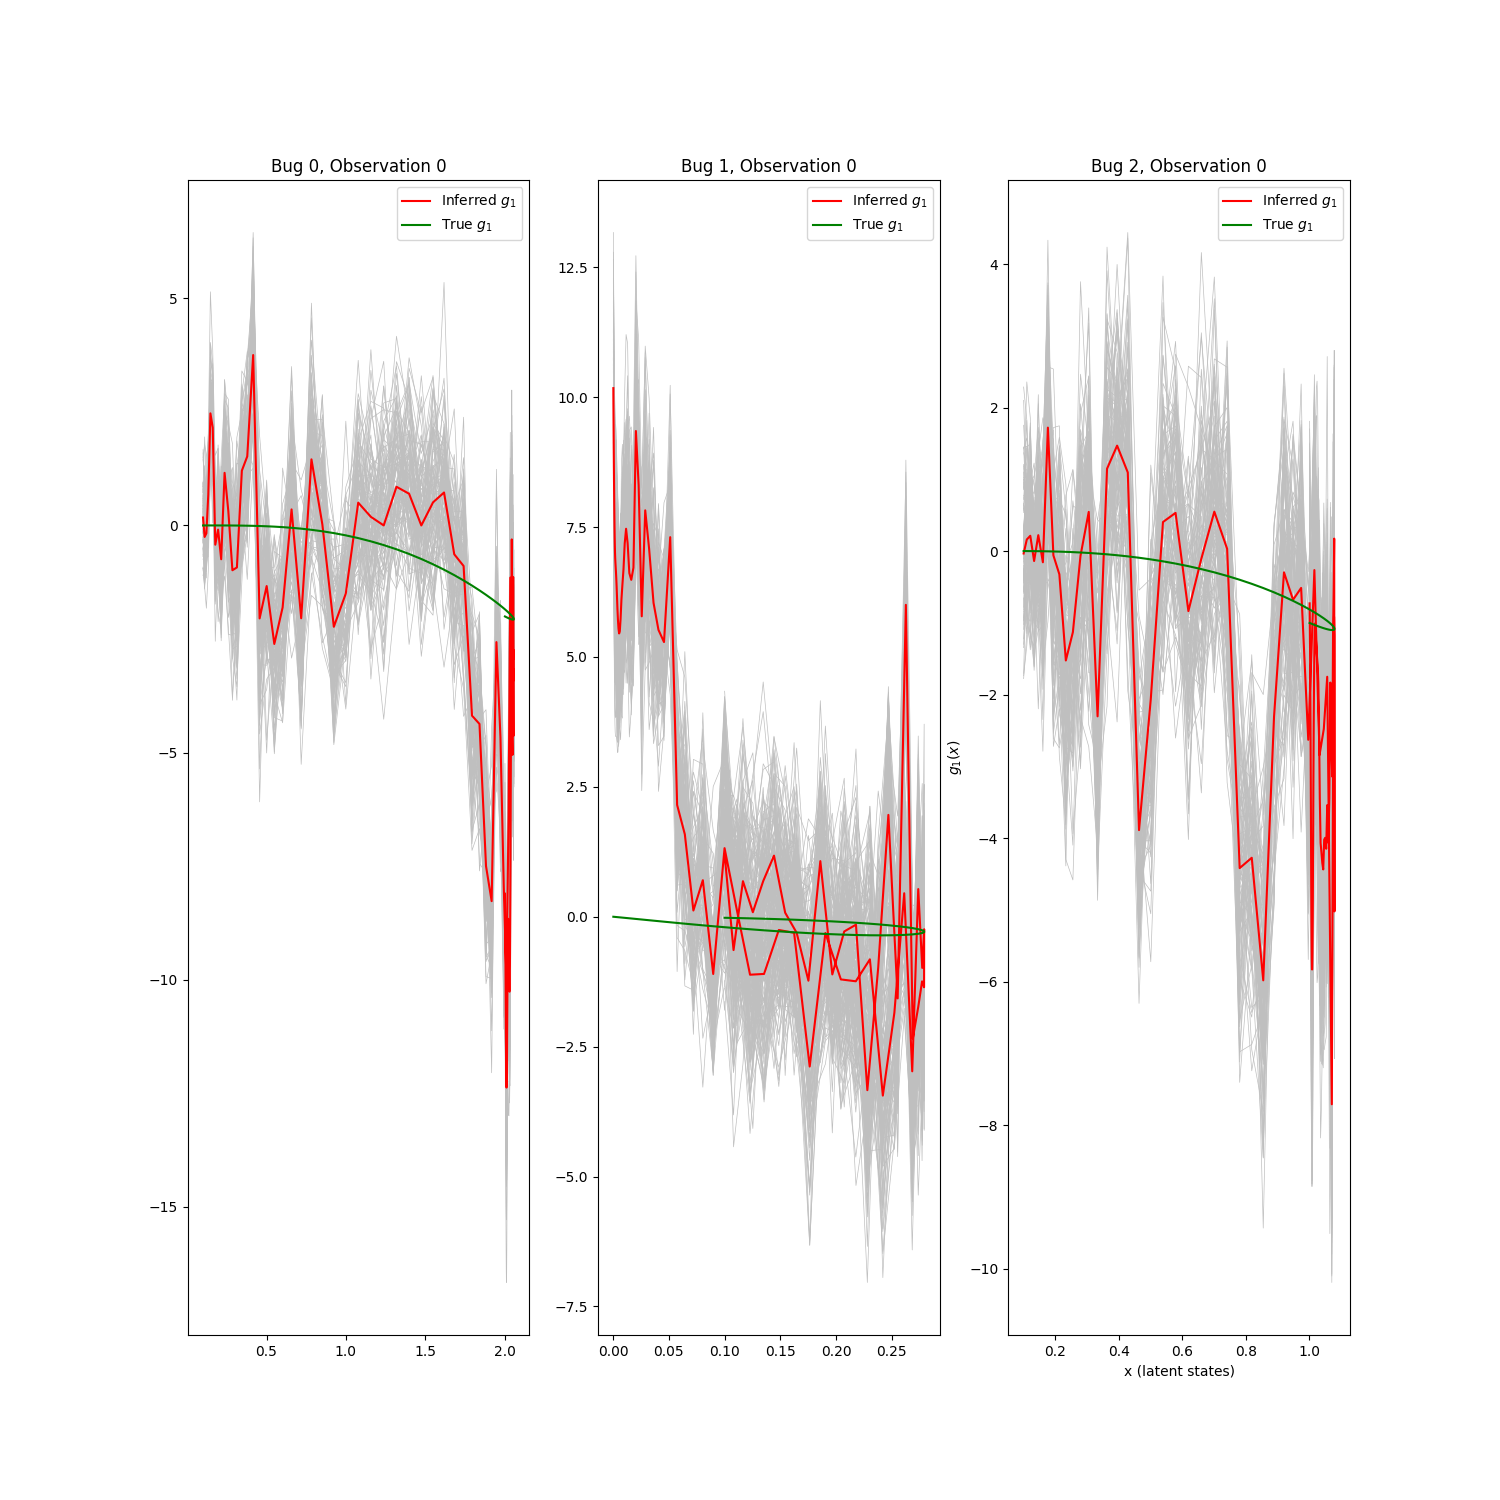 Bug 0, Observation 0
Inferred g₁
True g₁
5
0
−5
−10
−15
0.5 1.0 1.5 2.0
Bug 1, Observation 0
Inferred g₁
True g₁
12.5
10.0
7.5
5.0
2.5
0.0
−2.5
−5.0
−7.5
0.00 0.05 0.10 0.15 0.20 0.25
Bug 2, Observation 0
Inferred g₁
True g₁
g₁(x)
4
2
0
−2
−4
−6
−8
−10
0.2 0.4 0.6 0.8 1.0
x (latent states)